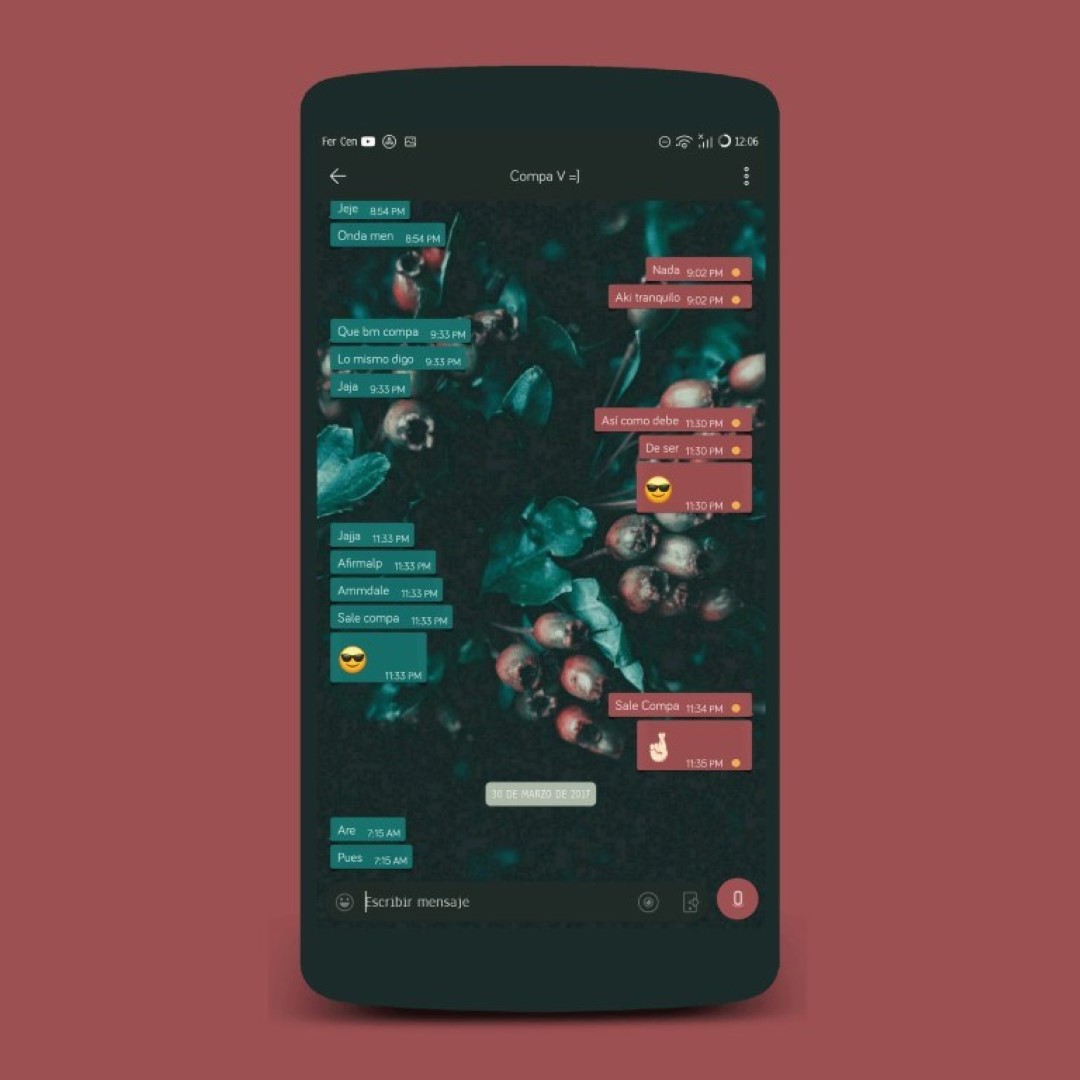 Fer Cen 12:06
Compa V =]
Jeje 8:54 PM
Onda men 8:54 PM
Nada 9:02 PM
Aki tranquilo 9:02 PM
Que bm compa 9:33 PM
Lo mismo digo 9:33 PM
Jaja 9:33 PM
Así como debe 11:30 PM
De ser 11:30 PM
😎 11:30 PM
Jajja 11:33 PM
Afirmalp 11:33 PM
Ammdale 11:33 PM
Sale compa 11:33 PM
😎 11:33 PM
Sale Compa 11:34 PM
🤞🏻 11:35 PM
30 DE MARZO DE 2017
Are 7:15 AM
Pues 7:15 AM
Escribir mensaje